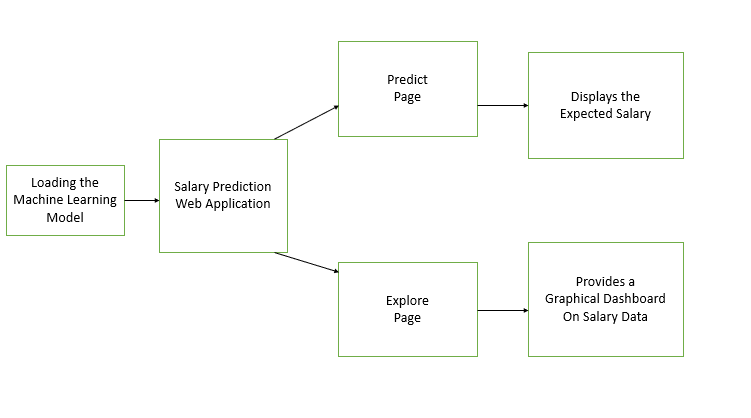 Loading the
Machine Learning
Model
Salary Prediction
Web Application
Predict
Page
Displays the
Expected Salary
Explore
Page
Provides a
Graphical Dashboard
On Salary Data